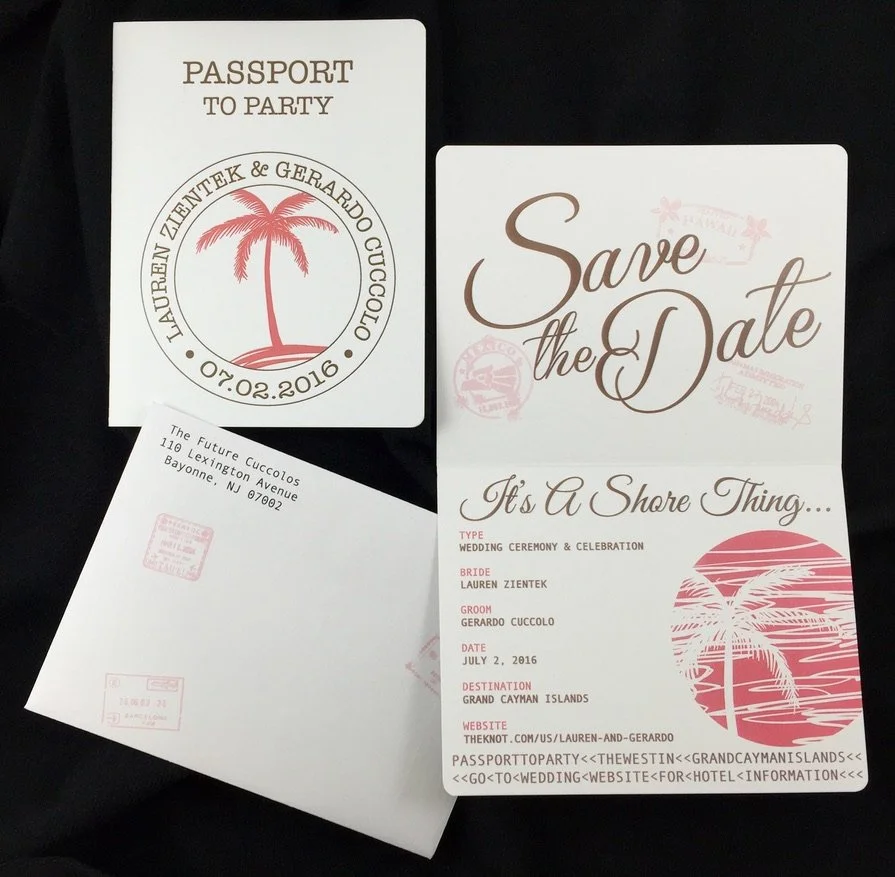 PASSPORT
TO PARTY
LAUREN ZIENTEK & GERARDO CUCCOLO
• 07.02.2016 •
Save
the Date
HAWAII
MEXICO
It's A Shore Thing...
TYPE
WEDDING CEREMONY & CELEBRATION
BRIDE
LAUREN ZIENTEK
GROOM
GERARDO CUCCOLO
DATE
JULY 2, 2016
DESTINATION
GRAND CAYMAN ISLANDS
WEBSITE
THEKNOT.COM/US/LAUREN-AND-GERARDO
PASSPORTTOPARTY<<THEWESTIN<<GRANDCAYMANISLANDS<<
<<GO<TO<WEDDING<WEBSITE<FOR<HOTEL<INFORMATION<<<
The Future Cuccolos
110 Lexington Avenue
Bayonne, NJ 07002
BARCELONA